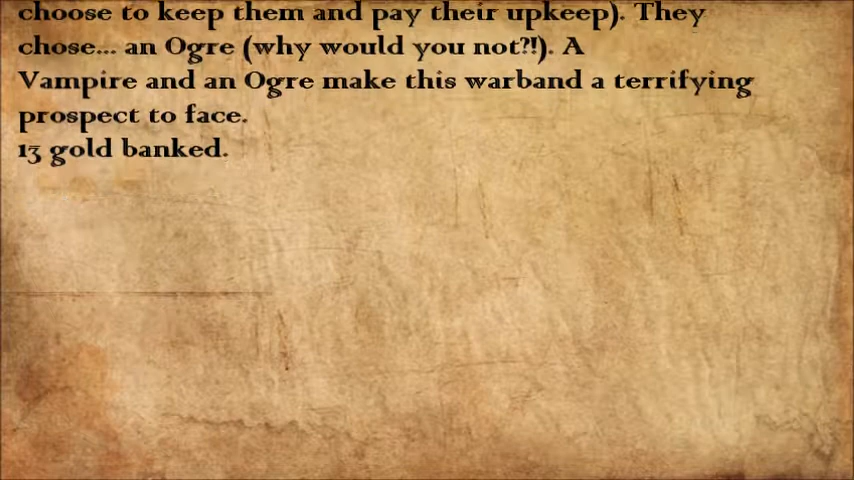 choose to keep them and pay their upkeep). They
chose... an Ogre (why would you not?!). A
Vampire and an Ogre make this warband a terrifying
prospect to face.
13 gold banked.